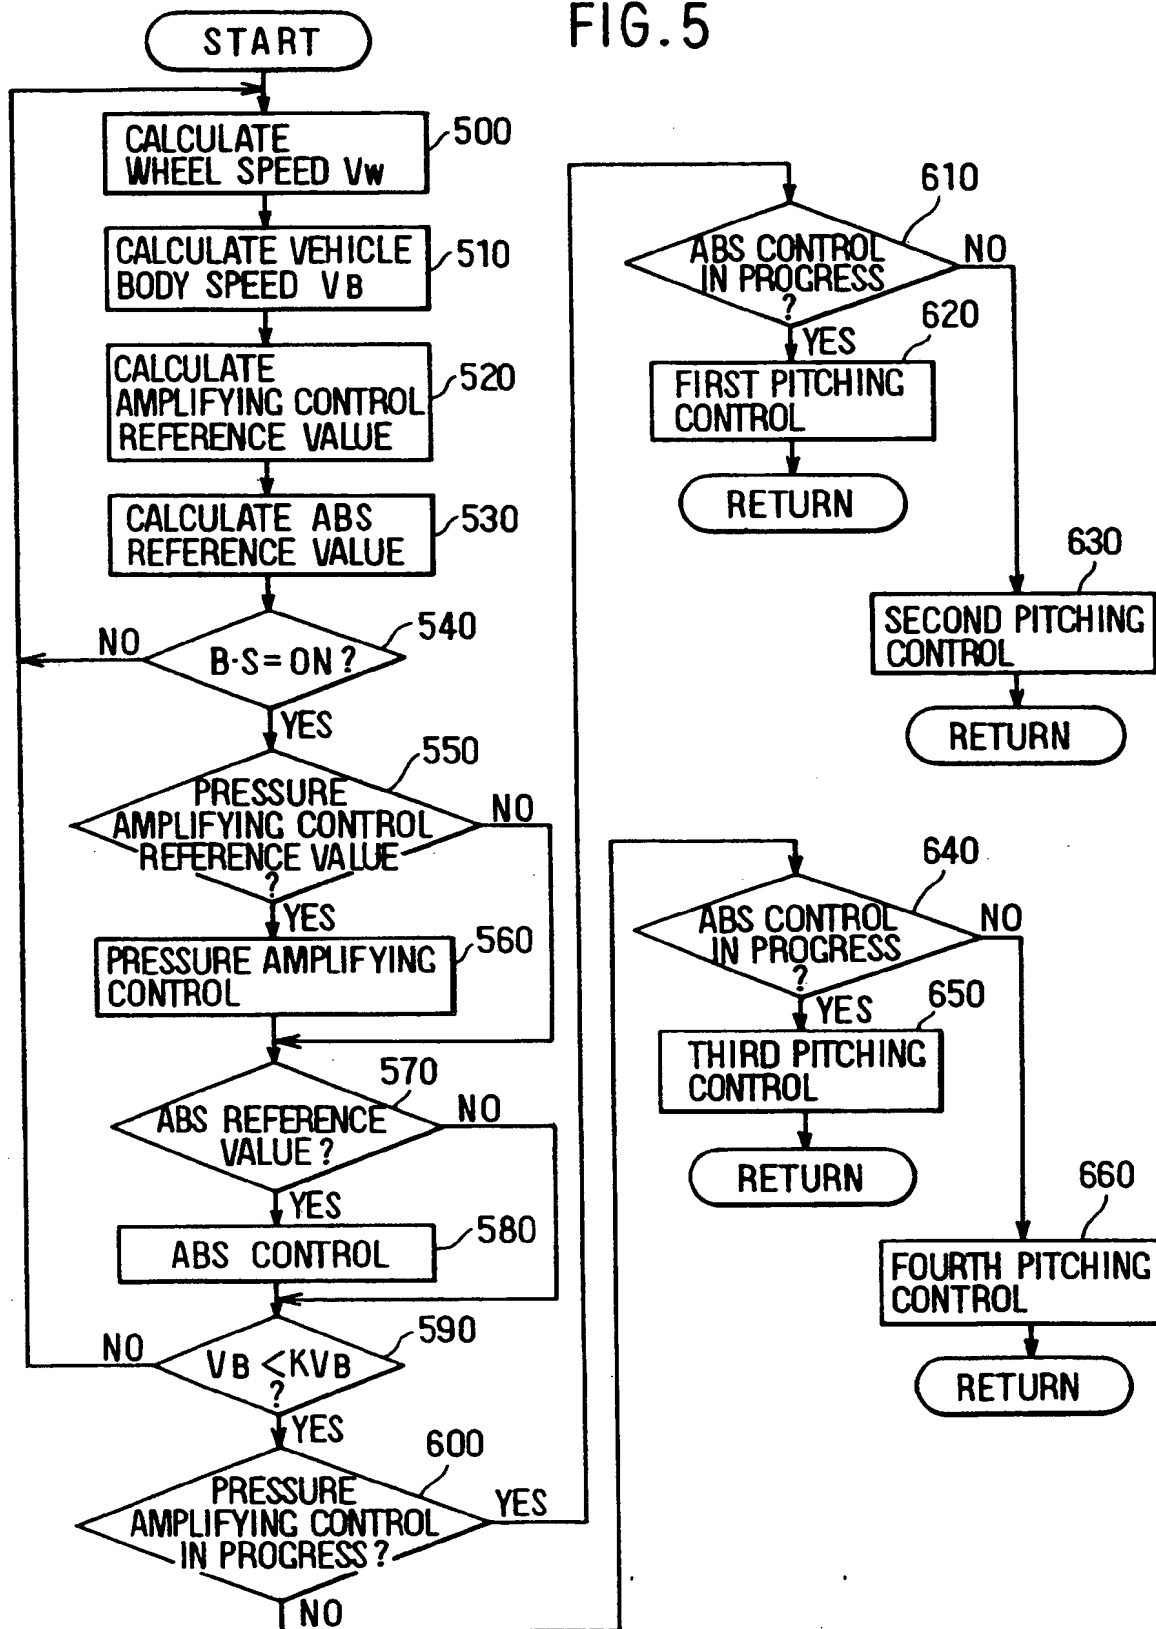 FIG.5
START
CALCULATE
WHEEL SPEED VW
500
CALCULATE VEHICLE
BODY SPEED VB
510
CALCULATE
AMPLIFYING CONTROL
REFERENCE VALUE
520
CALCULATE ABS
REFERENCE VALUE
530
540
NO
B·S=ON?
YES
550
PRESSURE
AMPLIFYING CONTROL
REFERENCE VALUE
?
NO
YES
PRESSURE AMPLIFYING
CONTROL
560
570
ABS REFERENCE
VALUE?
NO
YES
ABS CONTROL
580
590
NO
VB<KVB
?
YES
600
PRESSURE
AMPLIFYING CONTROL
IN PROGRESS?
YES
NO
610
ABS CONTROL
IN PROGRESS
?
NO
YES
620
FIRST PITCHING
CONTROL
RETURN
630
SECOND PITCHING
CONTROL
RETURN
640
ABS CONTROL
IN PROGRESS
?
NO
YES
650
THIRD PITCHING
CONTROL
RETURN
660
FOURTH PITCHING
CONTROL
RETURN